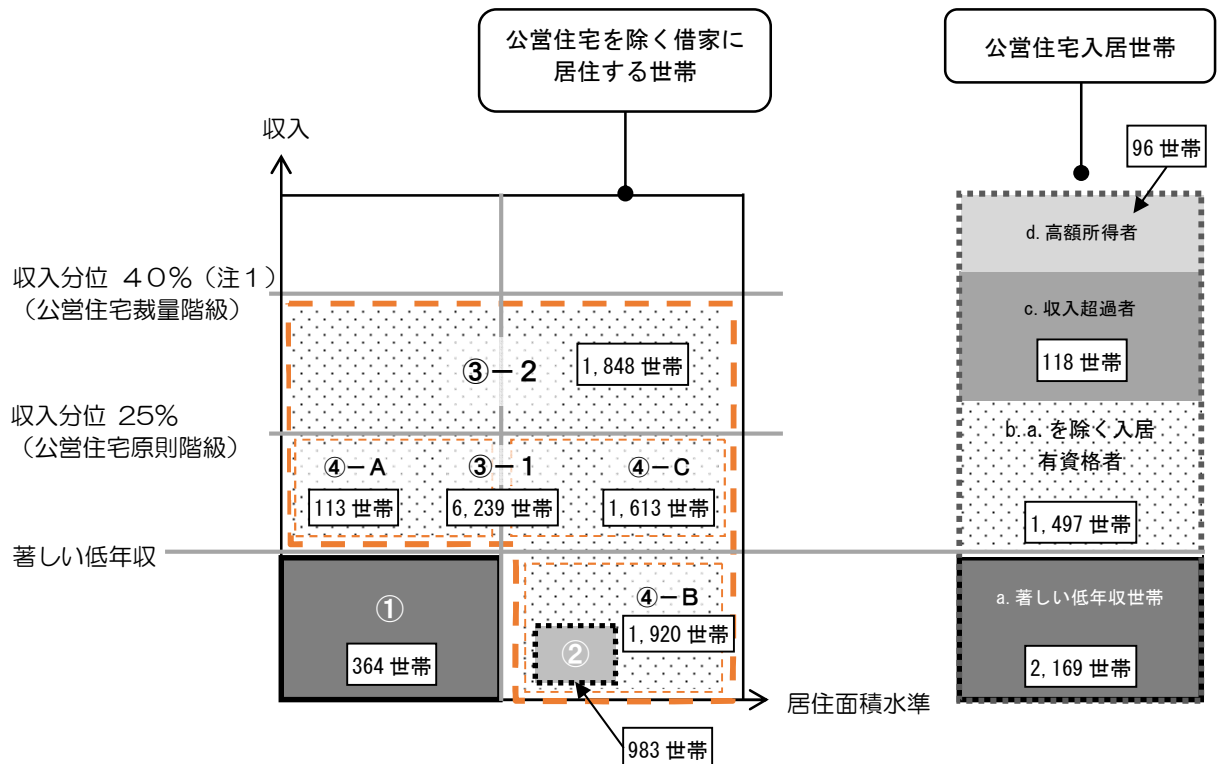 公営住宅を除く借家に
居住する世帯
公営住宅入居世帯
収入
96 世帯
d. 高額所得者
収入分位 40%(注1)
(公営住宅裁量階級)
c. 収入超過者
③-2
1,848 世帯
118 世帯
収入分位 25%
(公営住宅原則階級)
b. a. を除く入居
有資格者
④-A
③-1
④-C
113 世帯
6,239 世帯
1,613 世帯
1,497 世帯
著しい低年収
①
④-B
a. 著しい低年収世帯
1,920 世帯
②
364 世帯
2,169 世帯
居住面積水準
983 世帯